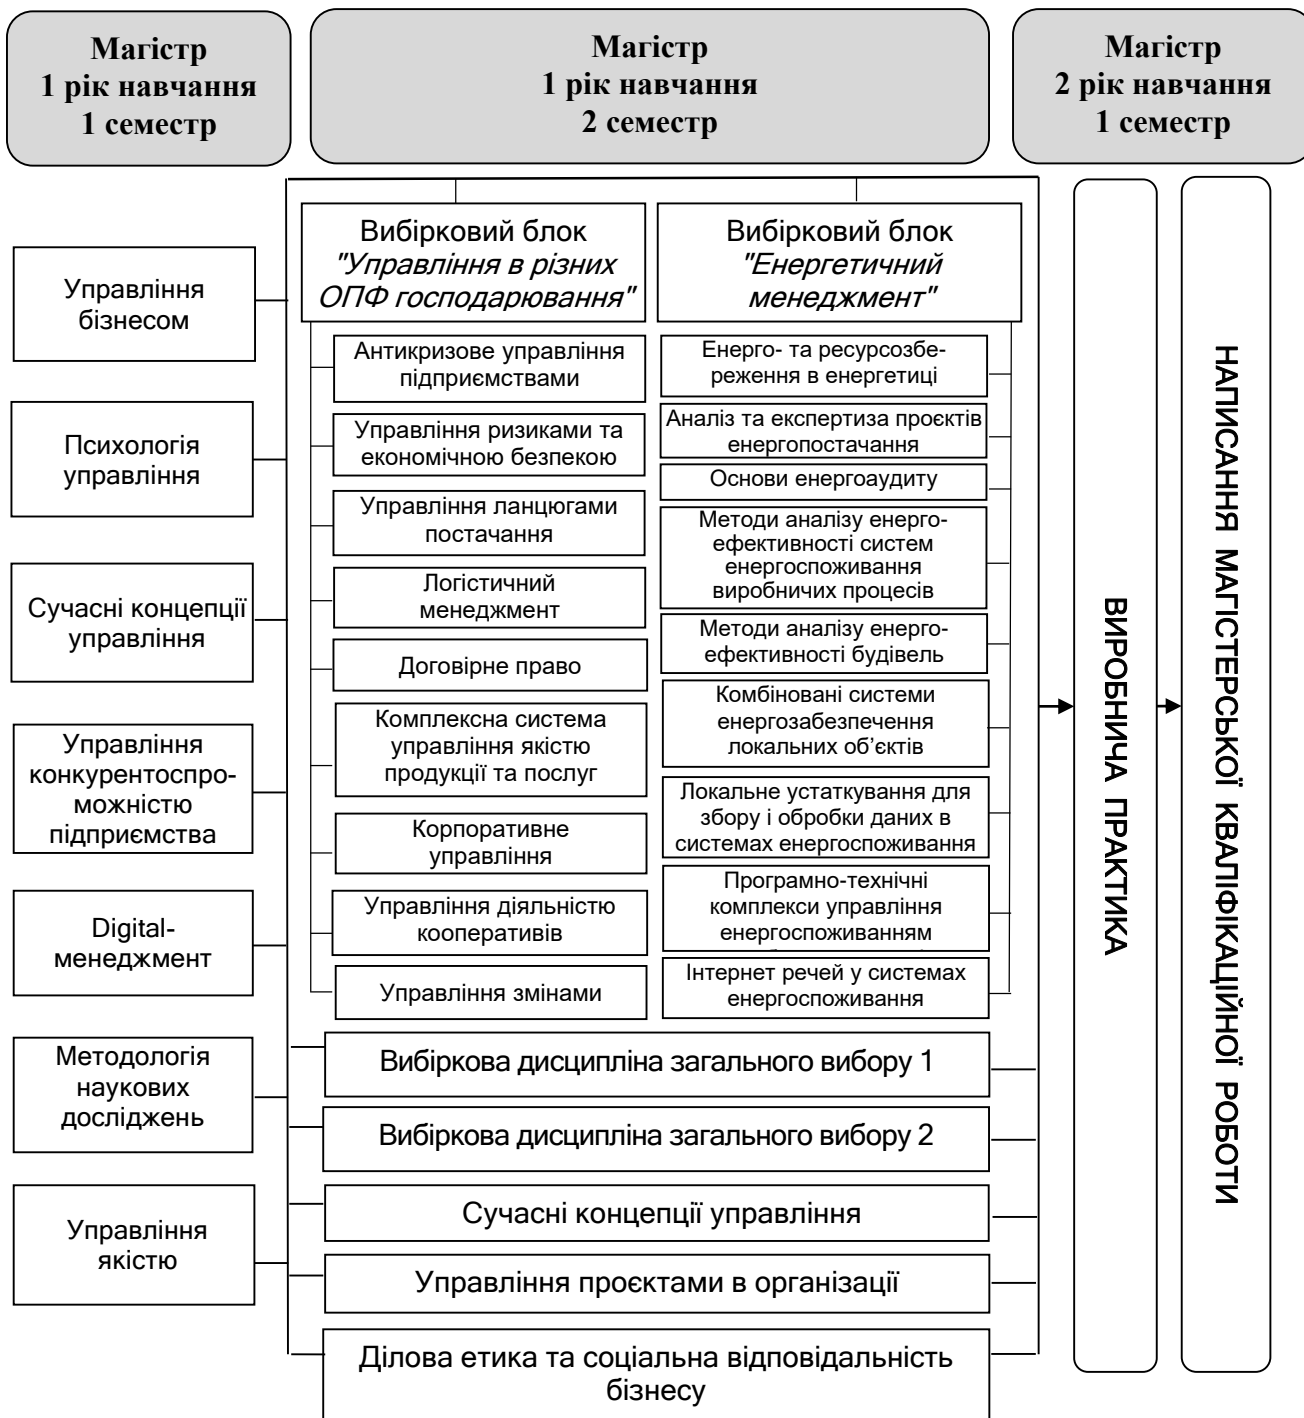 Магістр
1 рік навчання
1 семестр
Магістр
1 рік навчання
2 семестр
Магістр
2 рік навчання
1 семестр
Управління
бізнесом
Психологія
управління
Сучасні концепції
управління
Управління
конкурентоспро-
можністю
підприємства
Digital-
менеджмент
Методологія
наукових
досліджень
Управління
якістю
Вибірковий блок
"Управління в різних
ОПФ господарювання"
Антикризове управління
підприємствами
Управління ризиками та
економічною безпекою
Управління ланцюгами
постачання
Логістичний
менеджмент
Договірне право
Комплексна система
управління якістю
продукції та послуг
Корпоративне
управління
Управління діяльністю
кооперативів
Управління змінами
Вибірковий блок
"Енергетичний
менеджмент"
Енерго- та ресурсозбе-
реження в енергетиці
Аналіз та експертиза проєктів
енергопостачання
Основи енергоаудиту
Методи аналізу енерго-
ефективності систем
енергоспоживання
виробничих процесів
Методи аналізу енерго-
ефективності будівель
Комбіновані системи
енергозабезпечення
локальних об’єктів
Локальне устаткування для
збору і обробки даних в
системах енергоспоживання
Програмно-технічні
комплекси управління
енергоспоживанням
Інтернет речей у системах
енергоспоживання
Вибіркова дисципліна загального вибору 1
Вибіркова дисципліна загального вибору 2
Сучасні концепції управління
Управління проєктами в організації
Ділова етика та соціальна відповідальність
бізнесу
ВИРОБНИЧА ПРАКТИКА
НАПИСАННЯ МАГІСТЕРСЬКОЇ КВАЛІФІКАЦІЙНОЇ РОБОТИ